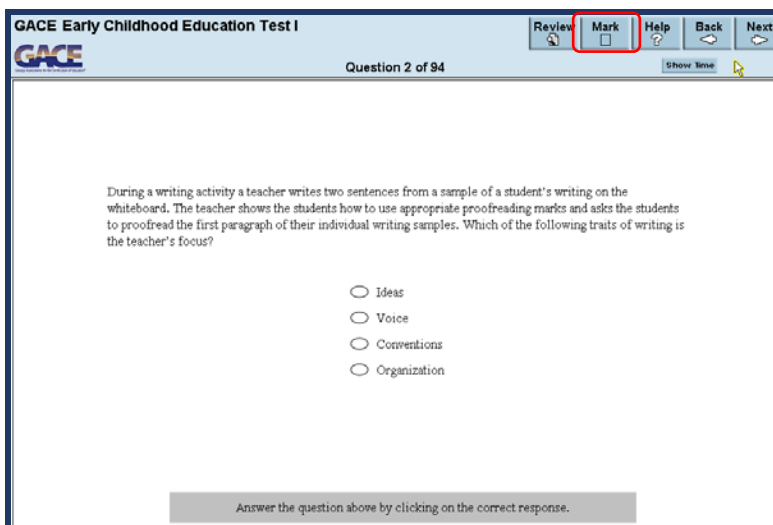 GACE Early Childhood Education Test I
Review
Mark
Help
Back
Next
GACE
Question 2 of 94
Show Time
During a writing activity a teacher writes two sentences from a sample of a student's writing on the
whiteboard. The teacher shows the students how to use appropriate proofreading marks and asks the students
to proofread the first paragraph of their individual writing samples. Which of the following traits of writing is
the teacher's focus?
Ideas
Voice
Conventions
Organization
Answer the question above by clicking on the correct response.